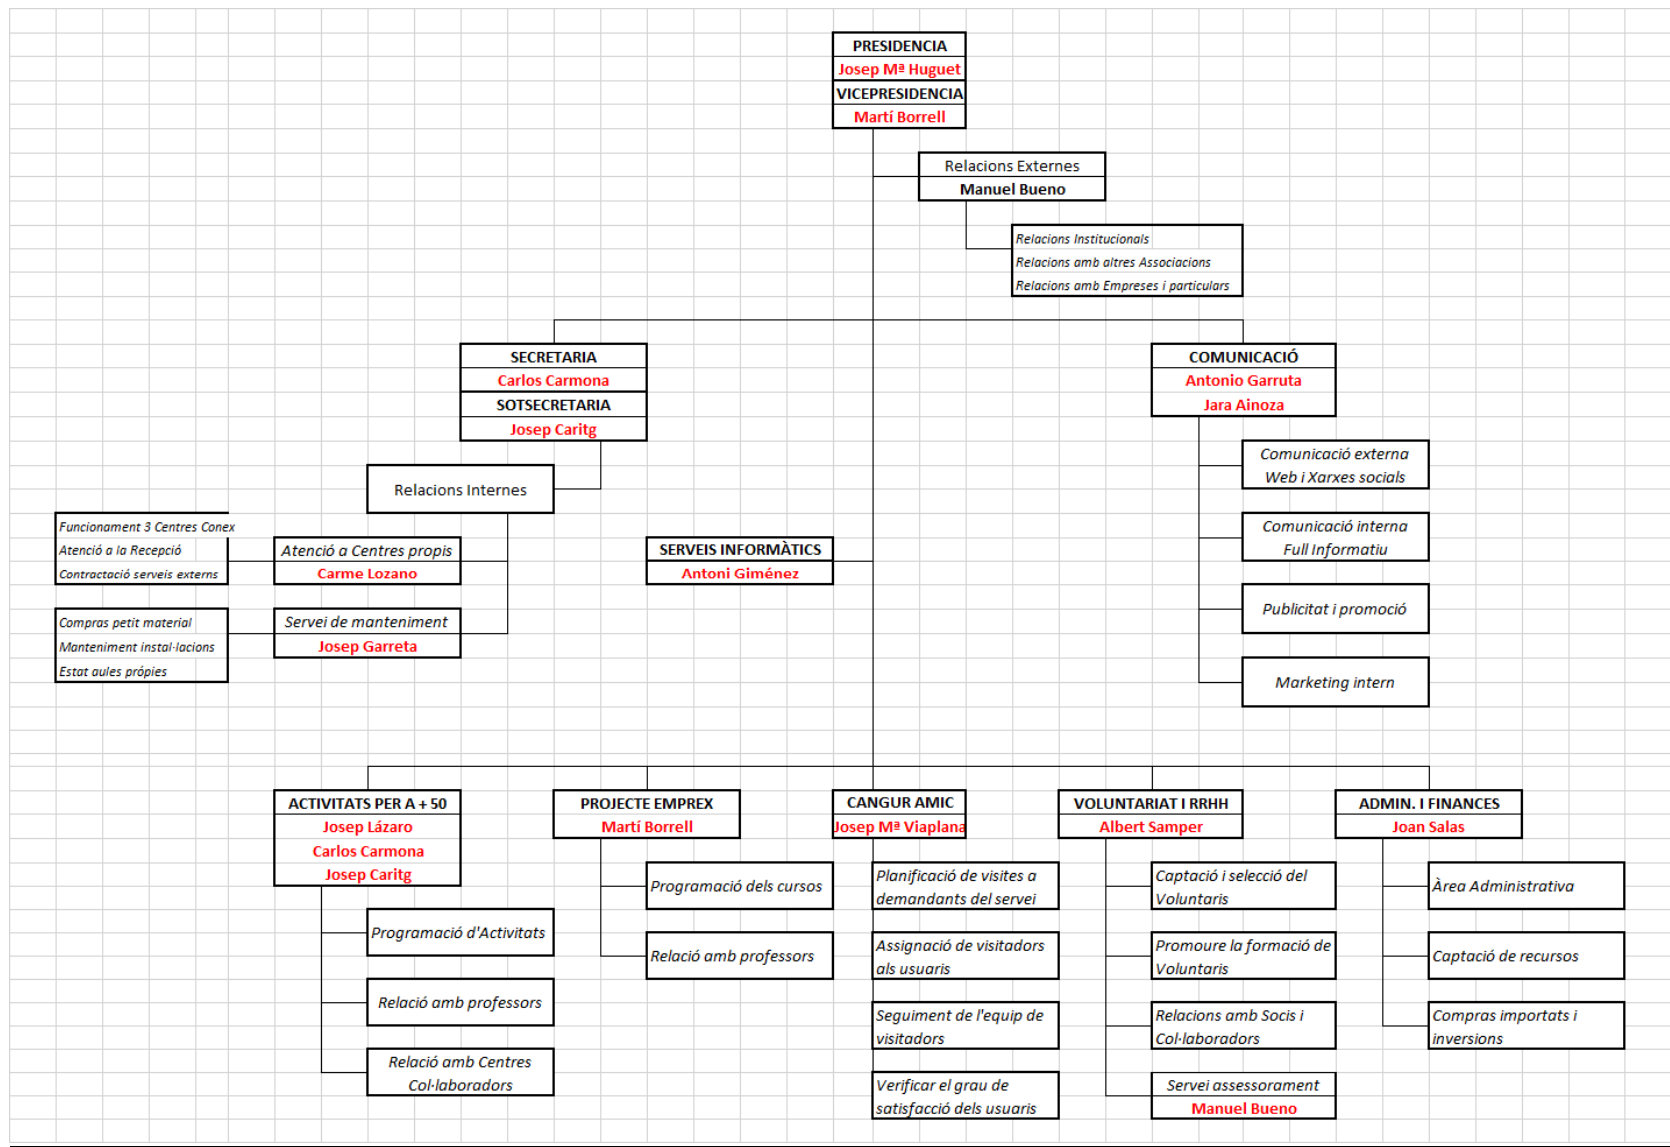 PRESIDENCIA
Josep Mª Huguet
VICEPRESIDENCIA
Martí Borrell
Relacions Externes
Manuel Bueno
Relacions Institucionals
Relacions amb altres Associacions
Relacions amb Empreses i particulars
SECRETARIA
Carlos Carmona
SOTSECRETARIA
Josep Caritg
Relacions Internes
Funcionament 3 Centres Conex
Atenció a la Recepció
Contractació serveis externs
Atenció a Centres propis
Carme Lozano
Compras petit material
Manteniment instal·lacions
Estat aules própies
Servei de manteniment
Josep Garreta
SERVEIS INFORMÀTICS
Antoni Giménez
COMUNICACIÓ
Antonio Garruta
Jara Ainoza
Comunicació externa
Web i Xarxes socials
Comunicació interna
Full Informatiu
Publicitat i promoció
Marketing intern
ACTIVITATS PER A + 50
Josep Lázaro
Carlos Carmona
Josep Caritg
Programació d'Activitats
Relació amb professors
Relació amb Centres
Col·laboradors
PROJECTE EMPREX
Martí Borrell
Programació dels cursos
Relació amb professors
CANGUR AMIC
Josep Mª Viaplana
Planificació de visites a
demandants del servei
Assignació de visitadors
als usuaris
Seguiment de l'equip de
visitadors
Verificar el grau de
satisfacció dels usuaris
VOLUNTARIAT I RRHH
Albert Samper
Captació i selecció del
Voluntaris
Promoure la formació de
Voluntaris
Relacions amb Socis i
Col·laboradors
Servei assessorament
Manuel Bueno
ADMIN. I FINANCES
Joan Salas
Àrea Administrativa
Captació de recursos
Compras importats i
inversions